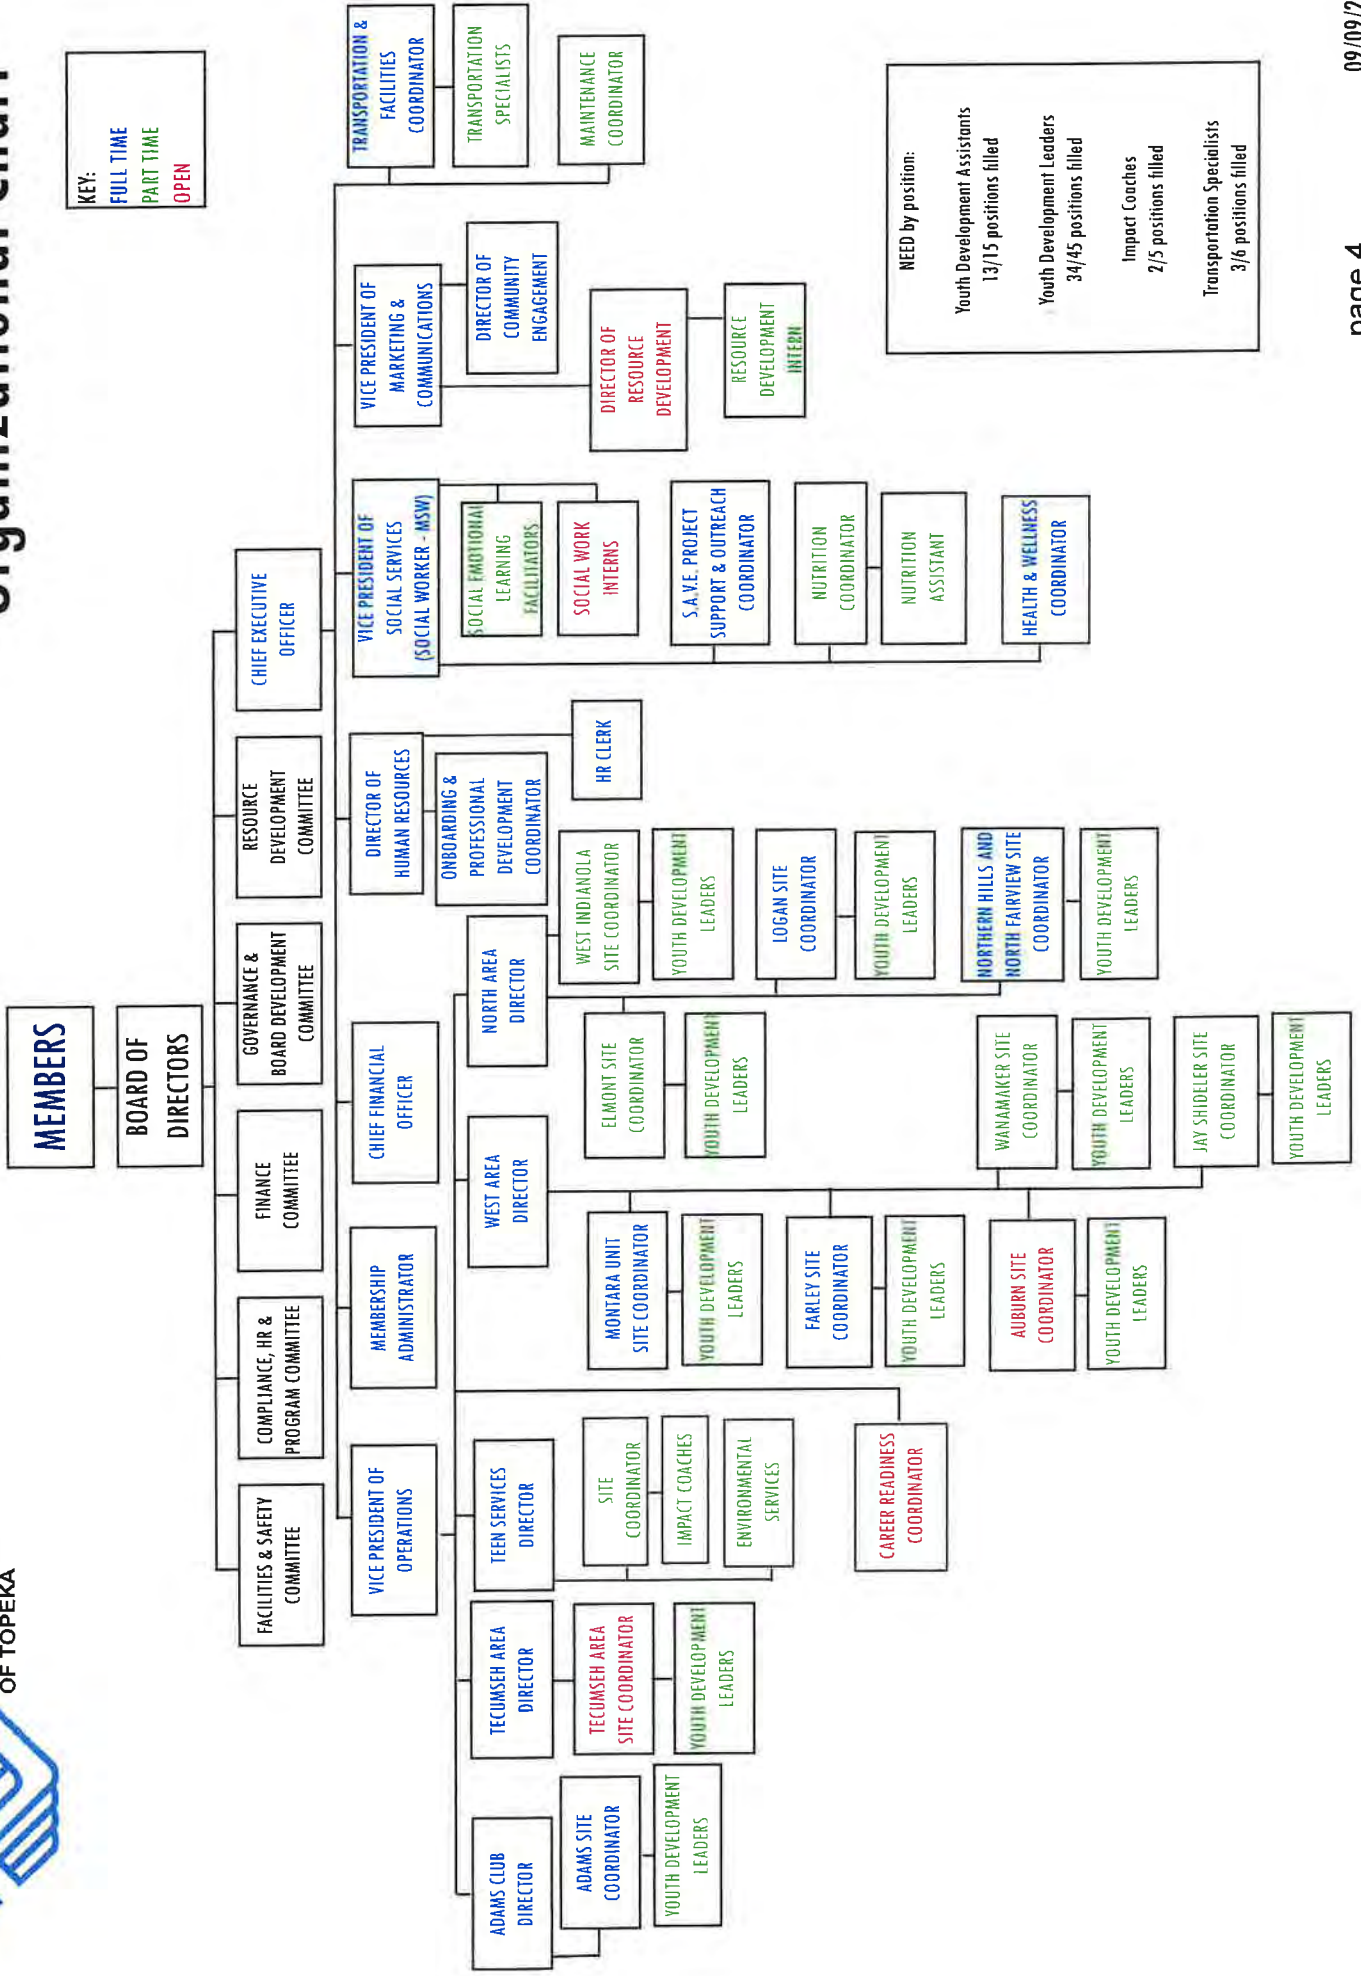 OF TOPEKA
Organizational Chart
KEY:
FULL TIME
PART TIME
OPEN
MEMBERS
BOARD OF
DIRECTORS
FACILITIES & SAFETY
COMMITTEE
COMPLIANCE, HR &
PROGRAM COMMITTEE
FINANCE
COMMITTEE
GOVERNANCE &
BOARD DEVELOPMENT
COMMITTEE
RESOURCE
DEVELOPMENT
COMMITTEE
CHIEF EXECUTIVE
OFFICER
VICE PRESIDENT OF
OPERATIONS
MEMBERSHIP
ADMINISTRATOR
CHIEF FINANCIAL
OFFICER
DIRECTOR OF
HUMAN RESOURCES
ONBOARDING &
PROFESSIONAL
DEVELOPMENT
COORDINATOR
HR CLERK
VICE PRESIDENT OF
SOCIAL SERVICES
(SOCIAL WORKER - MSW)
SOCIAL EMOTIONAL
LEARNING
FACILITATORS
SOCIAL WORK
INTERNS
S.A.V.E. PROJECT
SUPPORT & OUTREACH
COORDINATOR
NUTRITION
COORDINATOR
NUTRITION
ASSISTANT
HEALTH & WELLNESS
COORDINATOR
VICE PRESIDENT OF
MARKETING &
COMMUNICATIONS
DIRECTOR OF
COMMUNITY
ENGAGEMENT
DIRECTOR OF
RESOURCE
DEVELOPMENT
RESOURCE
DEVELOPMENT
INTERN
TRANSPORTATION &
FACILITIES
COORDINATOR
TRANSPORTATION
SPECIALISTS
MAINTENANCE
COORDINATOR
ADAMS CLUB
DIRECTOR
ADAMS SITE
COORDINATOR
YOUTH DEVELOPMENT
LEADERS
TECUMSEH AREA
DIRECTOR
TECUMSEH AREA
SITE COORDINATOR
YOUTH DEVELOPMENT
LEADERS
TEEN SERVICES
DIRECTOR
SITE
COORDINATOR
IMPACT COACHES
ENVIRONMENTAL
SERVICES
CAREER READINESS
COORDINATOR
WEST AREA
DIRECTOR
MONTARA UNIT
SITE COORDINATOR
YOUTH DEVELOPMENT
LEADERS
FARLEY SITE
COORDINATOR
YOUTH DEVELOPMENT
LEADERS
AUBURN SITE
COORDINATOR
YOUTH DEVELOPMENT
LEADERS
WANAMAKER SITE
COORDINATOR
YOUTH DEVELOPMENT
LEADERS
JAY SHIDELER SITE
COORDINATOR
YOUTH DEVELOPMENT
LEADERS
NORTH AREA
DIRECTOR
ELMONT SITE
COORDINATOR
YOUTH DEVELOPMENT
LEADERS
WEST INDIANOLA
SITE COORDINATOR
YOUTH DEVELOPMENT
LEADERS
LOGAN SITE
COORDINATOR
YOUTH DEVELOPMENT
LEADERS
NORTHERN HILLS AND
NORTH FAIRVIEW SITE
COORDINATOR
YOUTH DEVELOPMENT
LEADERS
NEED by position:
Youth Development Assistants
13/15 positions filled
Youth Development Leaders
34/45 positions filled
Impact Coaches
2/5 positions filled
Transportation Specialists
3/6 positions filled
page 4
09/09/2